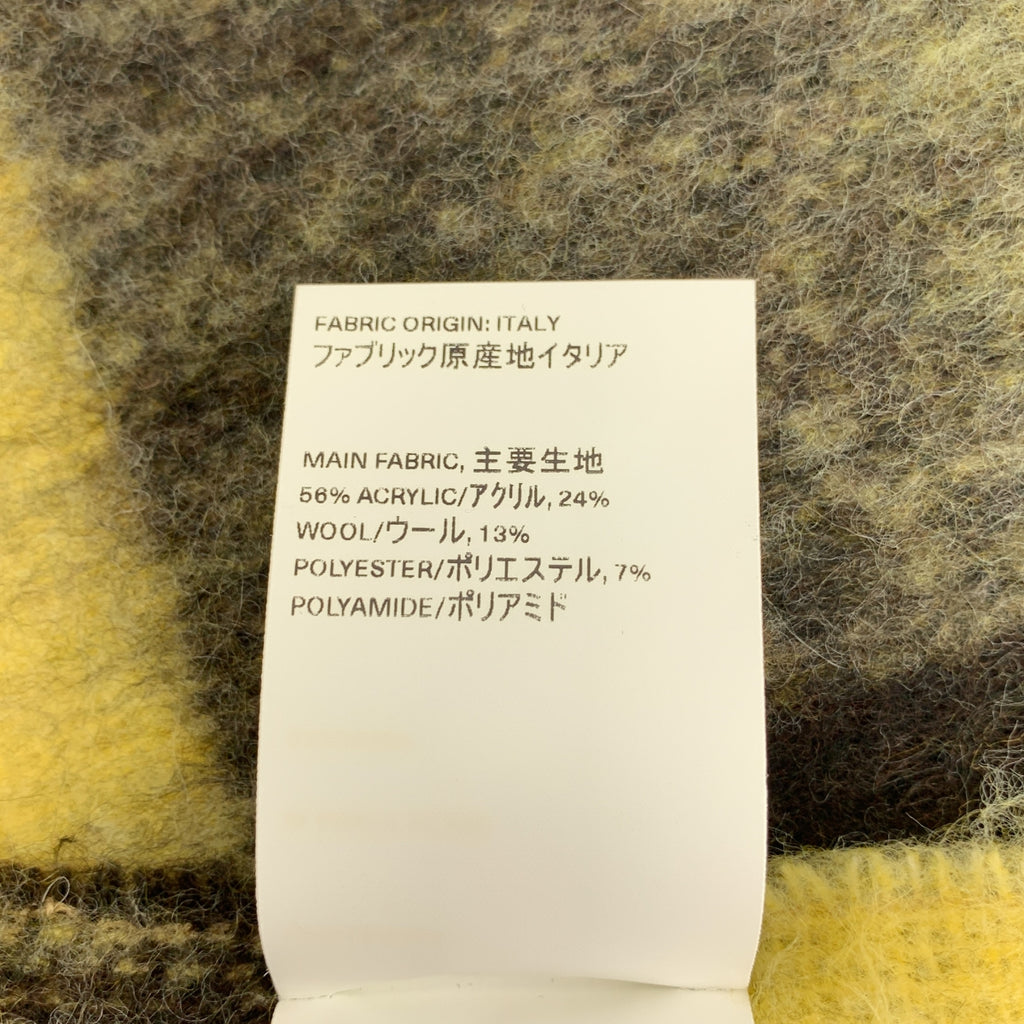 FABRIC ORIGIN: ITALY
ファブリック原産地イタリア
MAIN FABRIC, 主要生地
56% ACRYLIC/アクリル, 24%
WOOL/ウール, 13%
POLYESTER/ポリエステル, 7%
POLYAMIDE/ポリアミド